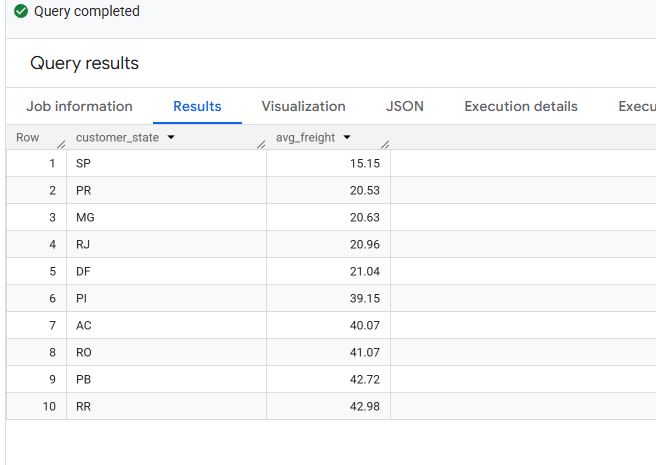 Query completed
Query results
Job information Results Visualization JSON Execution details Execu
Row customer_state avg_freight
1 SP 15.15
2 PR 20.53
3 MG 20.63
4 RJ 20.96
5 DF 21.04
6 PI 39.15
7 AC 40.07
8 RO 41.07
9 PB 42.72
10 RR 42.98